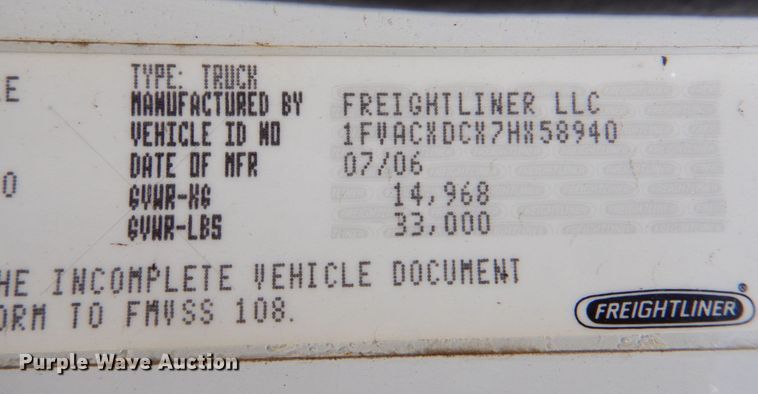 TYPE: TRUCK
E MANUFACTURED BY FREIGHTLINER LLC
VEHICLE ID NO 1FVACXDCX7HX58940
DATE OF MFR 07/06
0 GVWR-KG 14,968
GVWR-LBS 33,000
HE INCOMPLETE VEHICLE DOCUMENT
ORM TO FMVSS 108.
FREIGHTLINER®
Purple Wave Auction